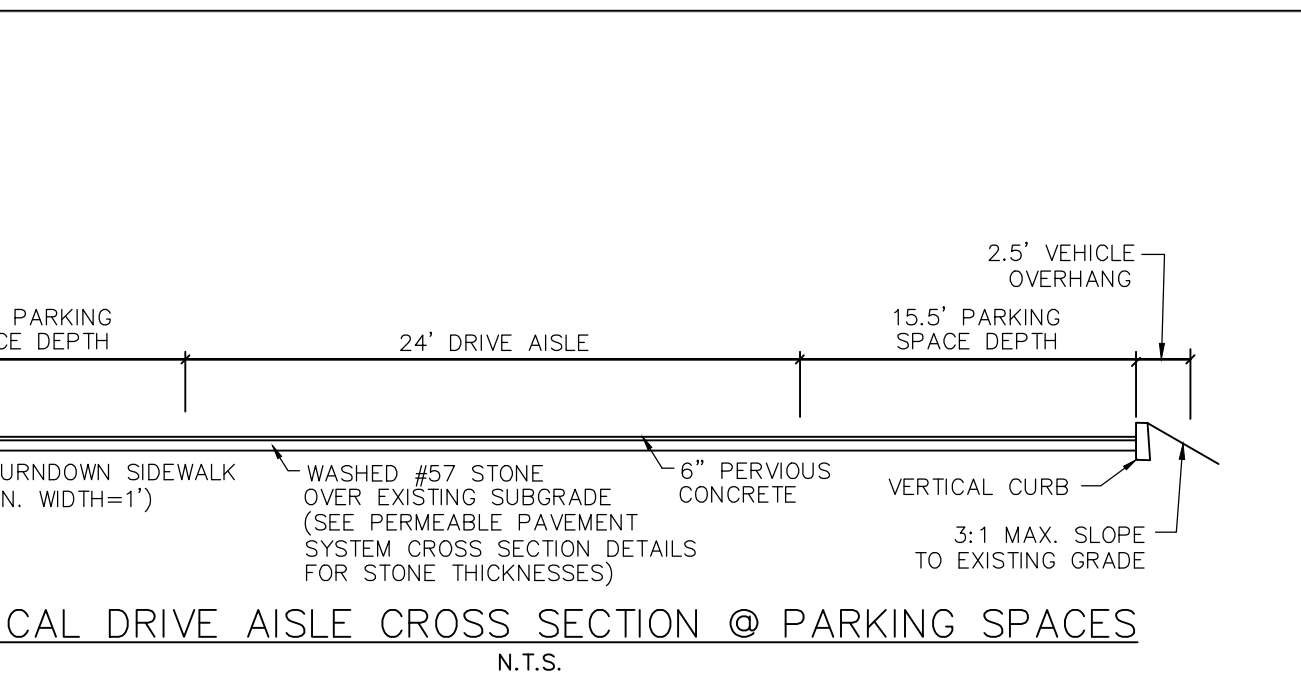 2.5' VEHICLE
OVERHANG
PARKING
CE DEPTH
24' DRIVE AISLE
15.5' PARKING
SPACE DEPTH
URNDOWN SIDEWALK
N. WIDTH=1')
WASHED #57 STONE
OVER EXISTING SUBGRADE
(SEE PERMEABLE PAVEMENT
SYSTEM CROSS SECTION DETAILS
FOR STONE THICKNESSES)
6" PERVIOUS
CONCRETE
VERTICAL CURB
3:1 MAX. SLOPE
TO EXISTING GRADE
CAL DRIVE AISLE CROSS SECTION @ PARKING SPACES
N.T.S.